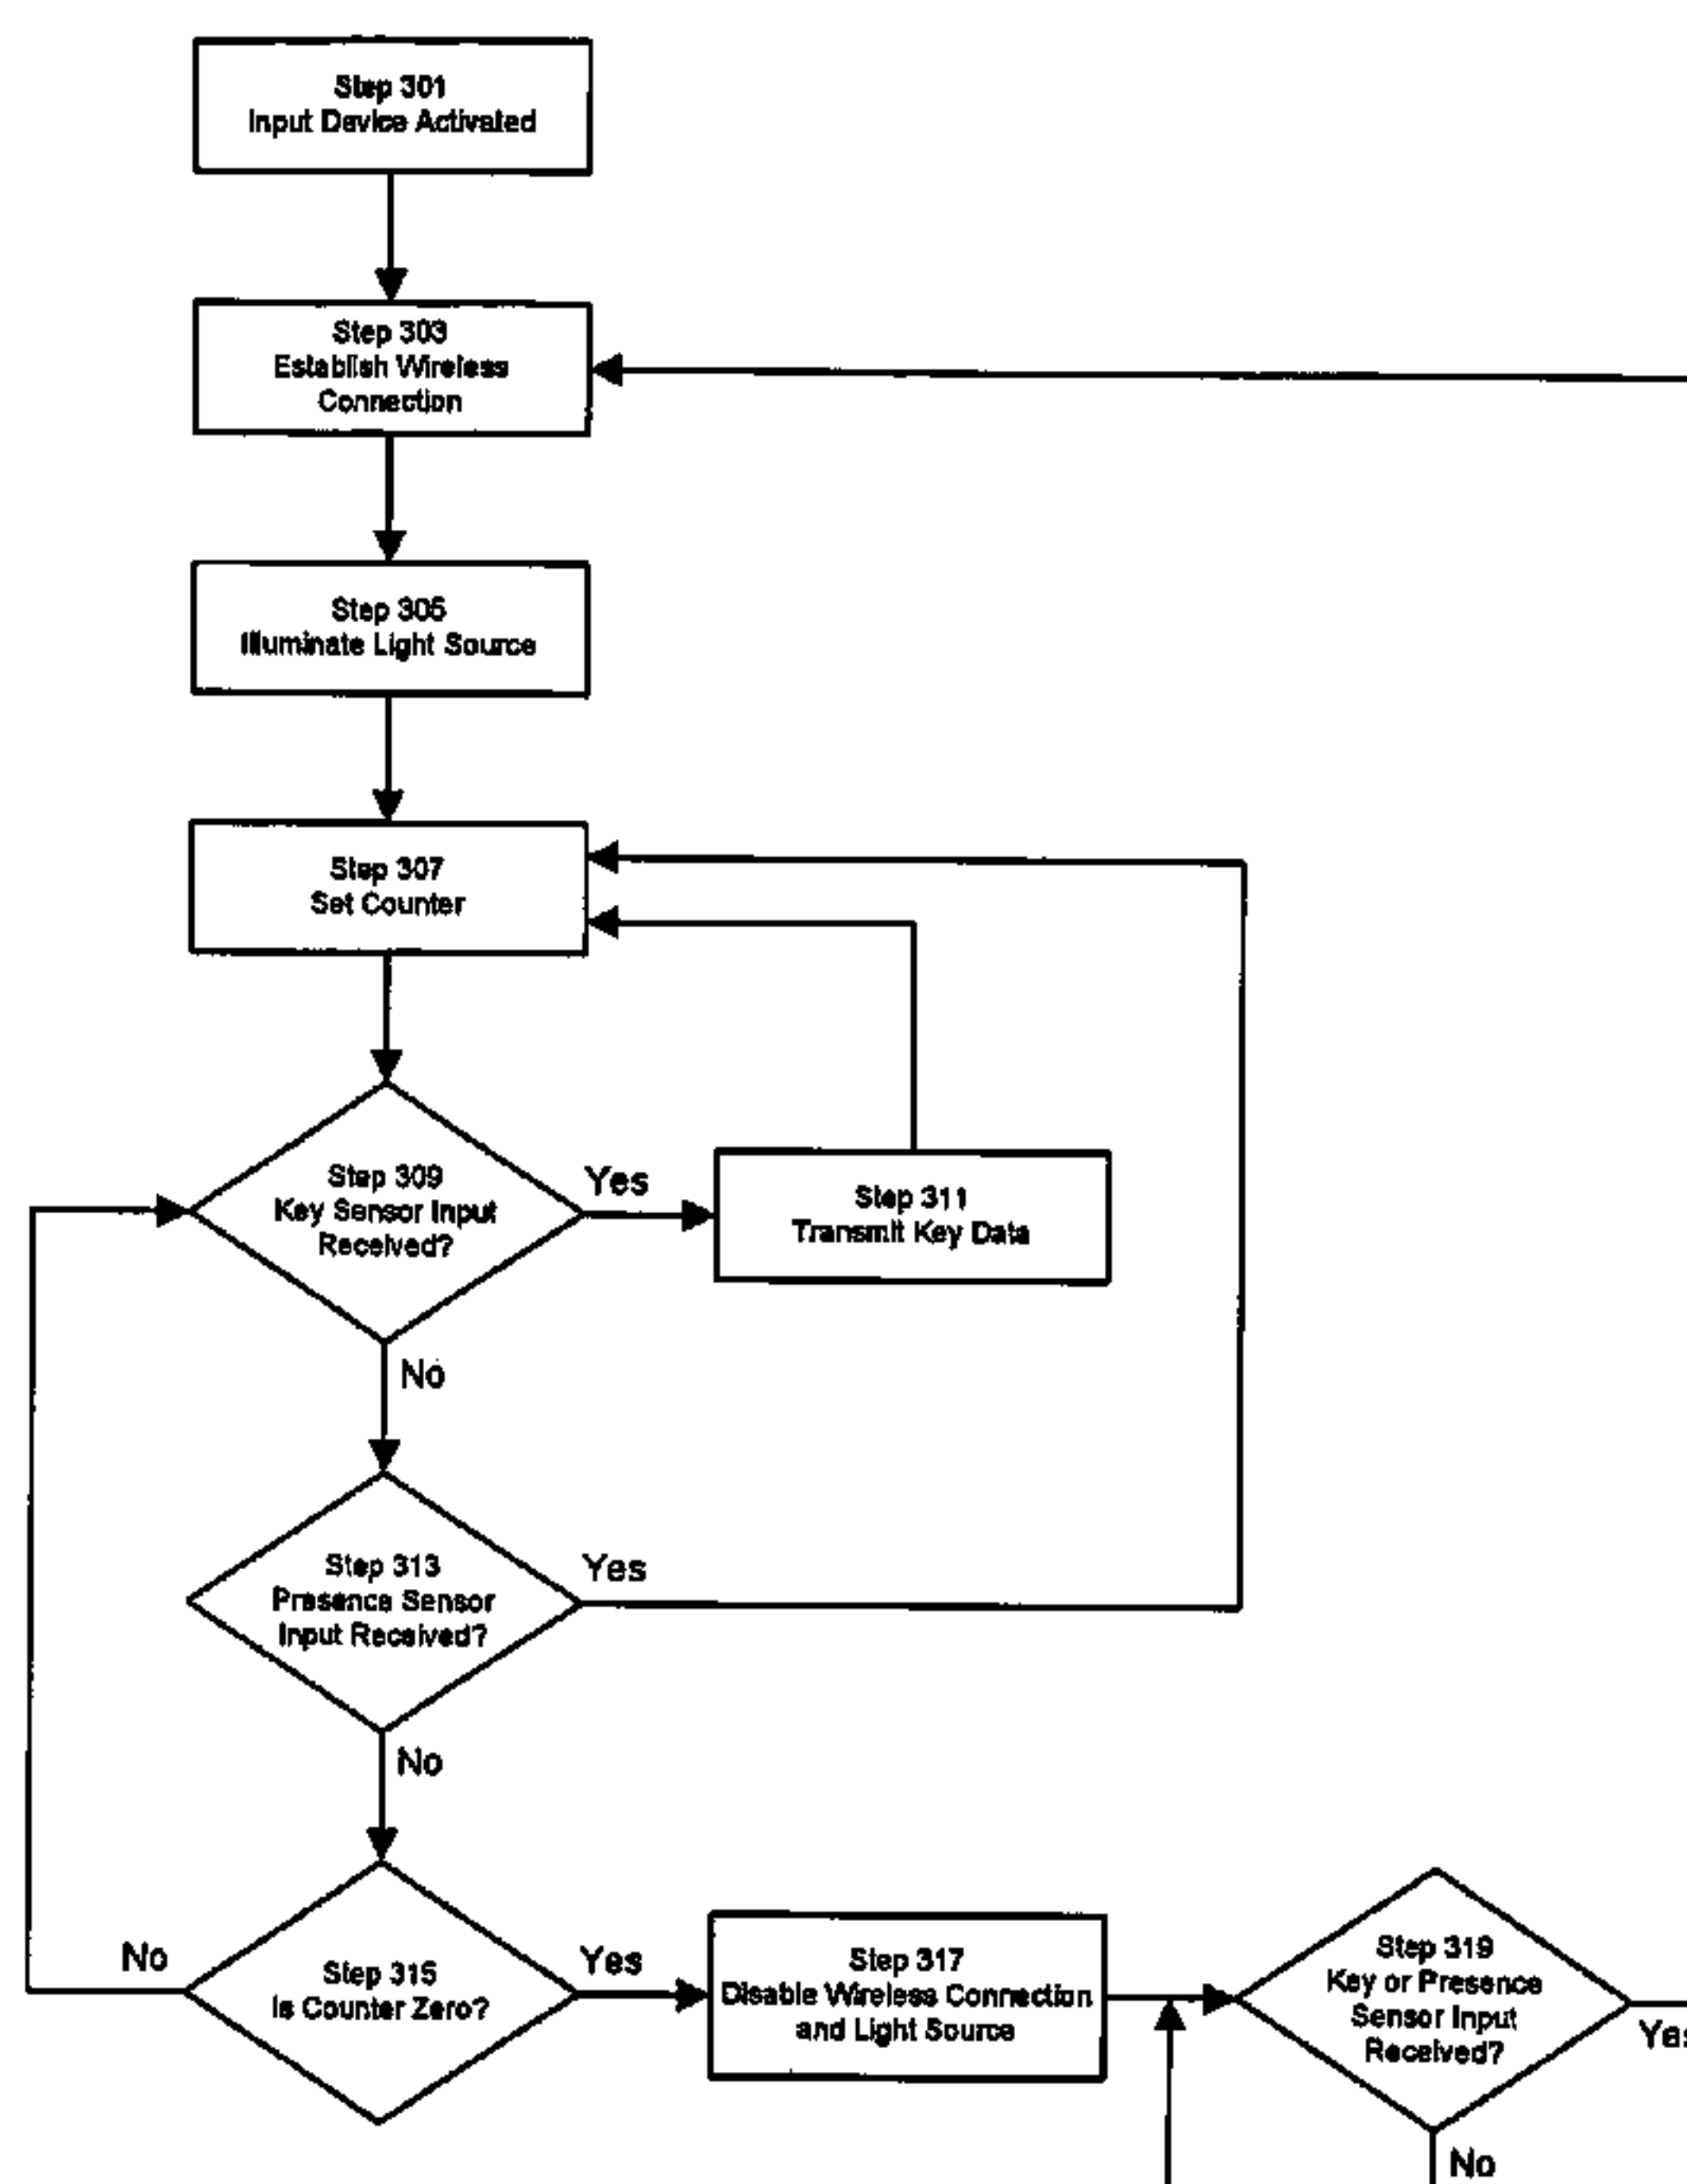 Step 301
Input Device Activated
Step 303
Establish Wireless
Connection
Step 305
Illuminate Light Source
Step 307
Set Counter
Step 309
Key Sensor Input
Received?
Yes
Step 311
Transmit Key Data
No
Step 313
Presence Sensor
Input Received?
Yes
No
No
Step 315
Is Counter Zero?
Yes
Step 317
Disable Wireless Connection
and Light Source
Step 319
Key or Presence
Sensor Input
Received?
Yes
No